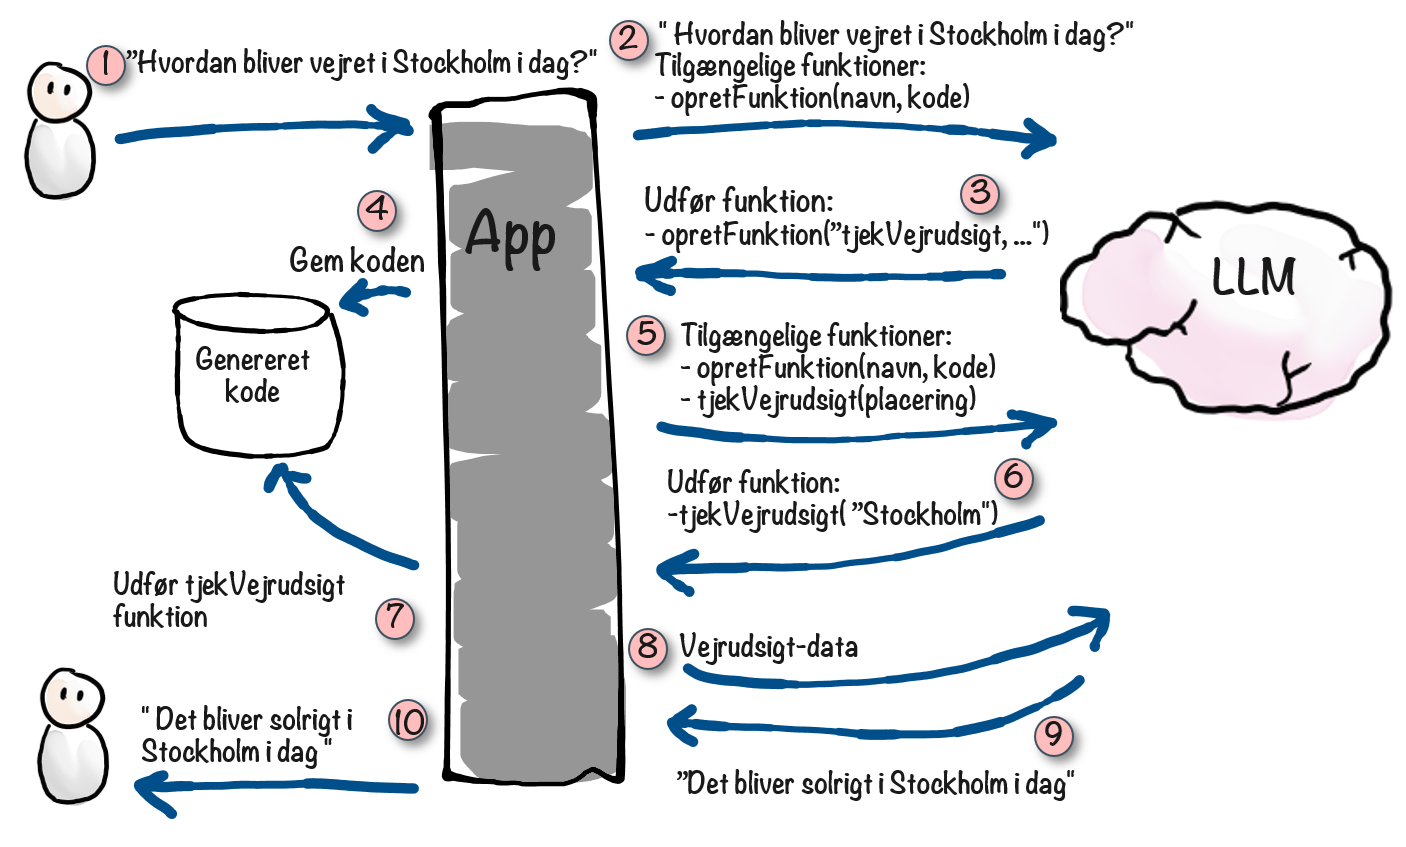 1
”Hvordan bliver vejret i Stockholm i dag?"
2
" Hvordan bliver vejret i Stockholm i dag?"
Tilgængelige funktioner:
- opretFunktion(navn, kode)
3
Udfør funktion:
- opretFunktion(”tjekVejrudsigt, ...")
App
LLM
4
Gem koden
Genereret
kode
5
Tilgængelige funktioner:
- opretFunktion(navn, kode)
- tjekVejrudsigt(placering)
6
Udfør funktion:
-tjekVejrudsigt( ”Stockholm")
Udfør tjekVejrudsigt
funktion
7
8
Vejrudsigt-data
9
”Det bliver solrigt i Stockholm i dag"
10
" Det bliver solrigt i
Stockholm i dag "